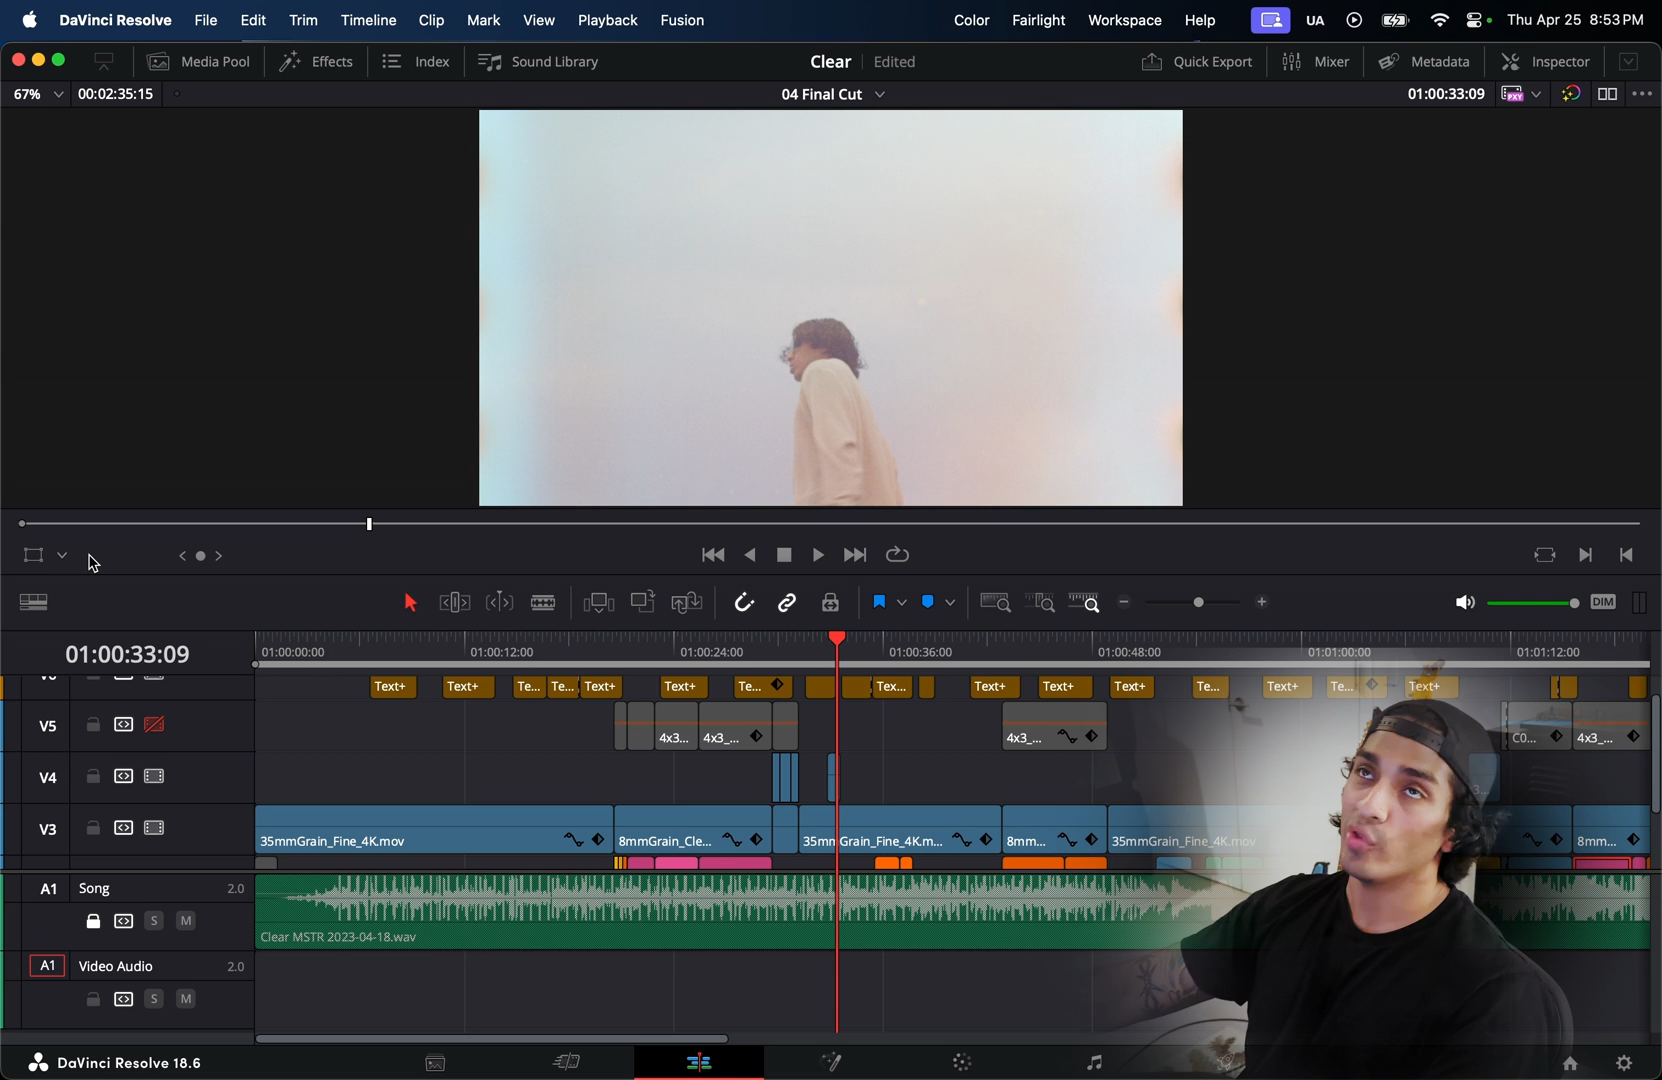 DaVinci Resolve File Edit Trim Timeline Clip Mark View Playback Fusion Color Fairlight Workspace Help UA Thu Apr 25 8:53 PM
Media Pool Effects Index Sound Library Clear Edited Quick Export Mixer Metadata Inspector
67% 00:02:35:15 04 Final Cut 01:00:33:09 PXY
DIM
01:00:33:09 01:00:00:00 01:00:12:00 01:00:24:00 01:00:36:00 01:00:48:00 01:01:00:00 01:01:12:00
Text+ Text+ Te... Te... Text+ Text+ Te... Tex... Text+ Text+ Text+ Te... Text+ Te... Text+
V5 4x3... 4x3_... 4x3_... C0... 4x3_...
V4 3...
V3 35mmGrain_Fine_4K.mov 8mmGrain_Cle... 35mmGrain_Fine_4K.m... 8mm... 35mmGrain_Fine_4K.mov 8mm...
A1 Song 2.0
S M
Clear MSTR 2023-04-18.wav
A1 Video Audio 2.0
S M
DaVinci Resolve 18.6